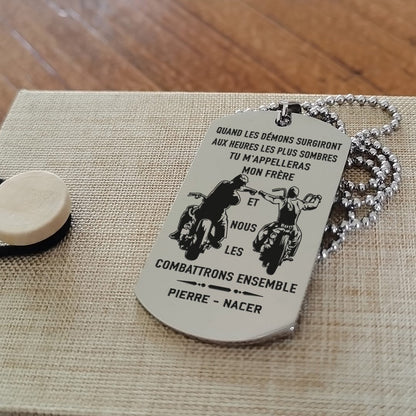 QUAND LES DÉMONS SURGIRONT
AUX HEURES LES PLUS SOMBRES
TU M'APPELLERAS
MON FRÈRE
ET
NOUS
LES
COMBATTRONS ENSEMBLE
PIERRE - NACER